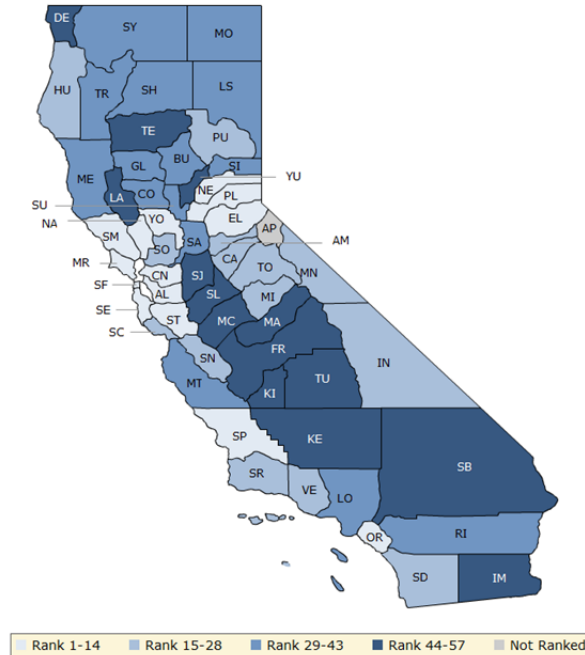 DE
SY
MO
HU
TR
SH
LS
TE
PU
ME
GL
BU
SI
YU
NE
LA
CO
PL
SU
NA
YO
EL
AP
SM
SO
SA
AM
MR
CA
TO
MN
SF
CN
SJ
AL
SL
MI
SE
ST
MC
MA
SC
SN
FR
IN
MT
KI
TU
SP
KE
SB
SR
VE
LO
OR
RI
SD
IM
Rank 1-14 Rank 15-28 Rank 29-43 Rank 44-57 Not Ranked